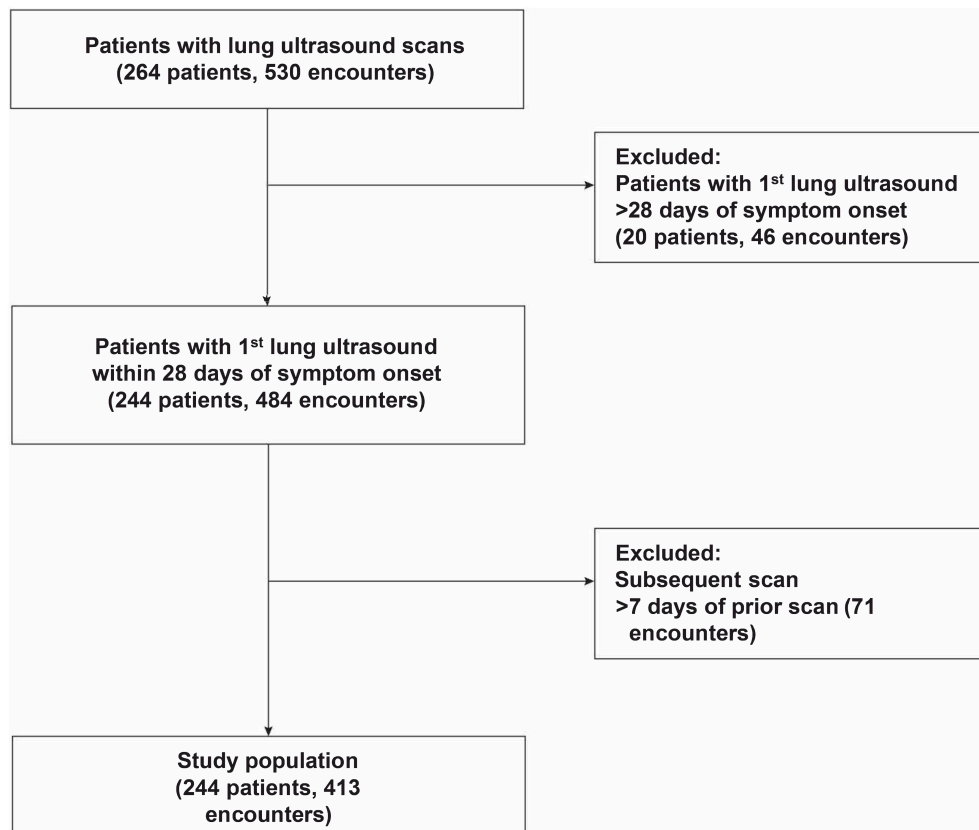 Patients with lung ultrasound scans
(264 patients, 530 encounters)
Excluded:
Patients with 1st lung ultrasound
>28 days of symptom onset
(20 patients, 46 encounters)
Patients with 1st lung ultrasound
within 28 days of symptom onset
(244 patients, 484 encounters)
Excluded:
Subsequent scan
>7 days of prior scan (71
encounters)
Study population
(244 patients, 413
encounters)